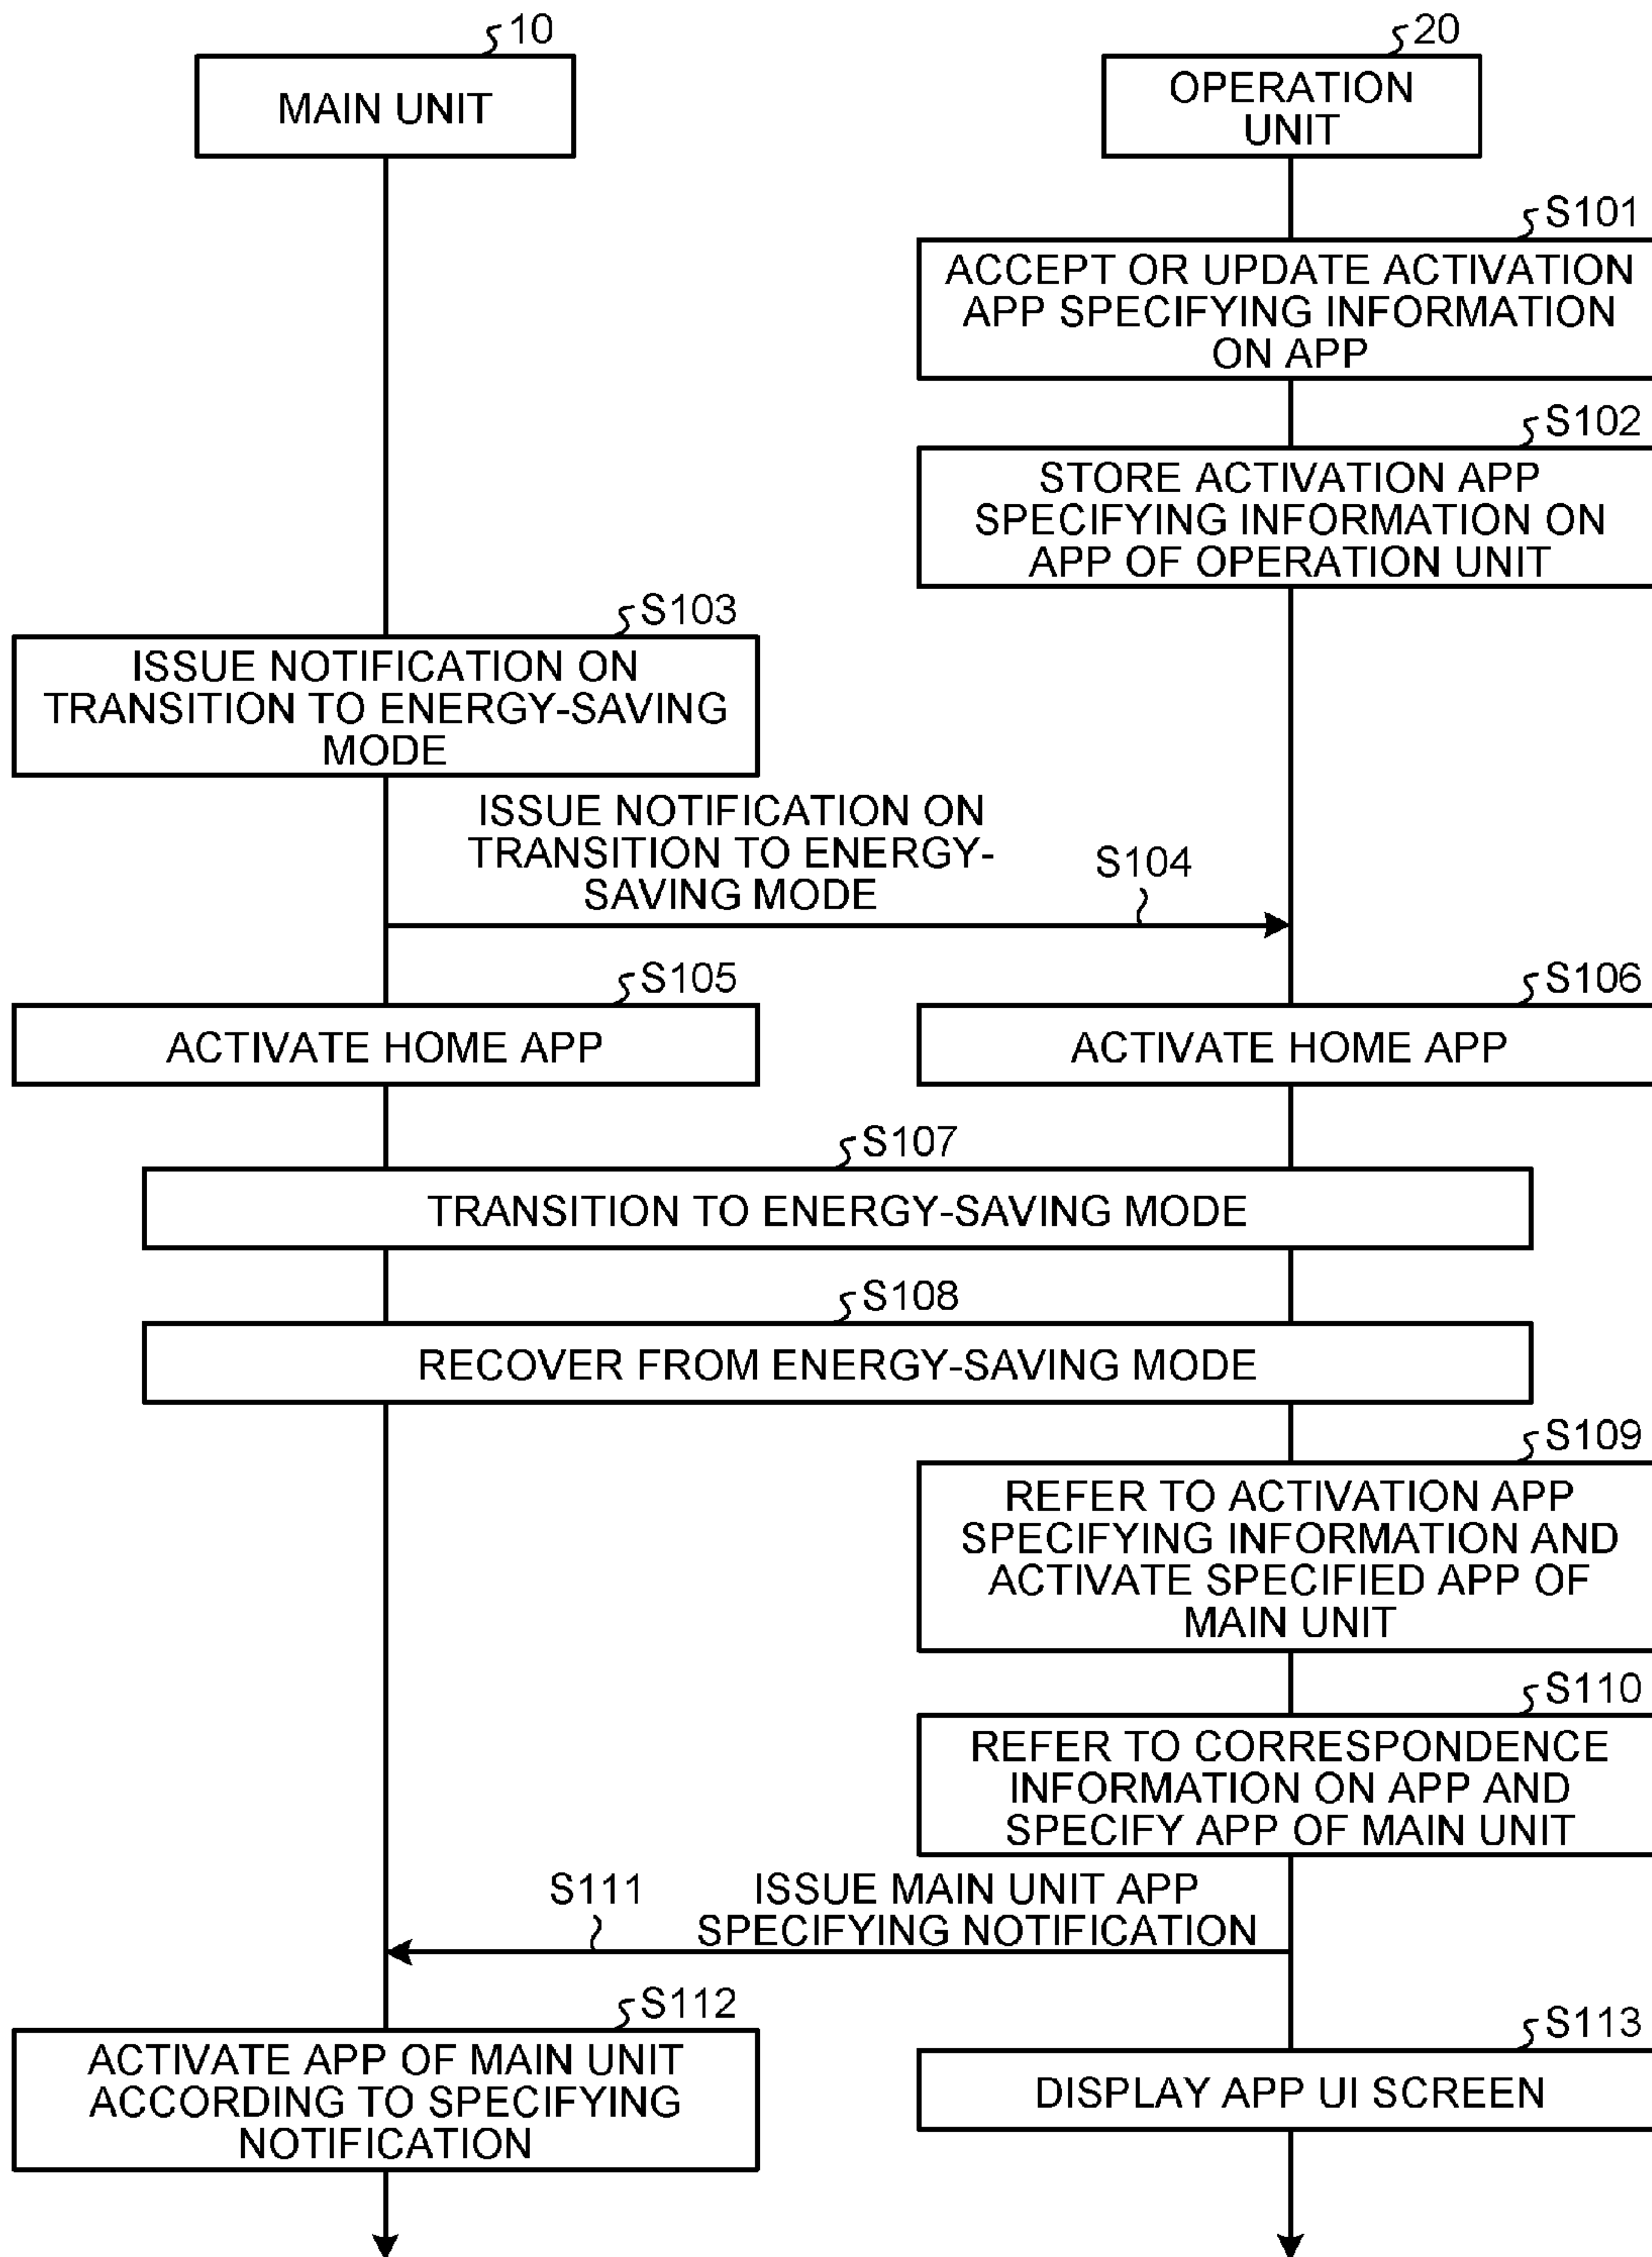 10
MAIN UNIT
20
OPERATION
UNIT
S101
ACCEPT OR UPDATE ACTIVATION
APP SPECIFYING INFORMATION
ON APP
S102
STORE ACTIVATION APP
SPECIFYING INFORMATION ON
APP OF OPERATION UNIT
S103
ISSUE NOTIFICATION ON
TRANSITION TO ENERGY-SAVING
MODE
ISSUE NOTIFICATION ON
TRANSITION TO ENERGY-
SAVING MODE
S104
S105
ACTIVATE HOME APP
S106
ACTIVATE HOME APP
S107
TRANSITION TO ENERGY-SAVING MODE
S108
RECOVER FROM ENERGY-SAVING MODE
S109
REFER TO ACTIVATION APP
SPECIFYING INFORMATION AND
ACTIVATE SPECIFIED APP OF
MAIN UNIT
S110
REFER TO CORRESPONDENCE
INFORMATION ON APP AND
SPECIFY APP OF MAIN UNIT
S111
ISSUE MAIN UNIT APP
SPECIFYING NOTIFICATION
S112
ACTIVATE APP OF MAIN UNIT
ACCORDING TO SPECIFYING
NOTIFICATION
S113
DISPLAY APP UI SCREEN